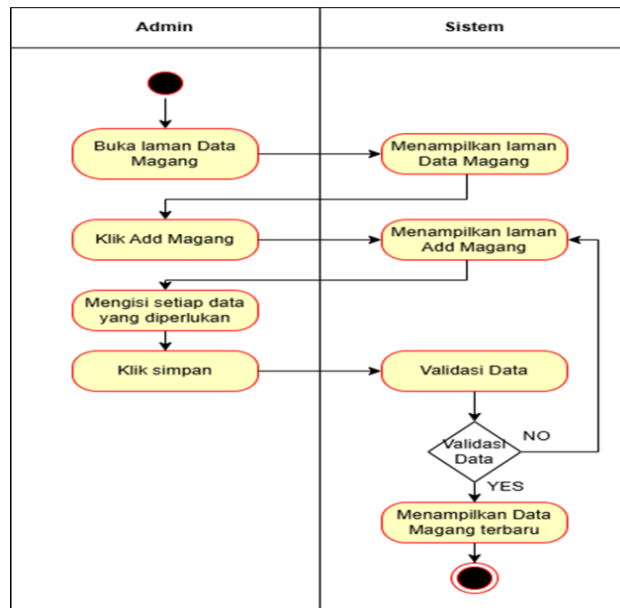 Admin
Sistem
Buka laman Data
Magang
Menampilkan laman
Data Magang
Klik Add Magang
Menampilkan laman
Add Magang
Mengisi setiap data
yang diperlukan
Klik simpan
Validasi Data
Validasi
Data
NO
YES
Menampilkan Data
Magang terbaru